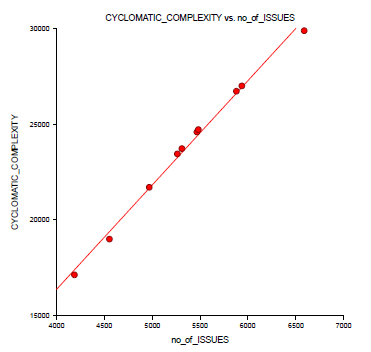 CYCLOMATIC_COMPLEXITY vs. no_of_ISSUES
30000
25000
20000
15000
CYCLOMATIC_COMPLEXITY
4000 4500 5000 5500 6000 6500 7000
no_of_ISSUES